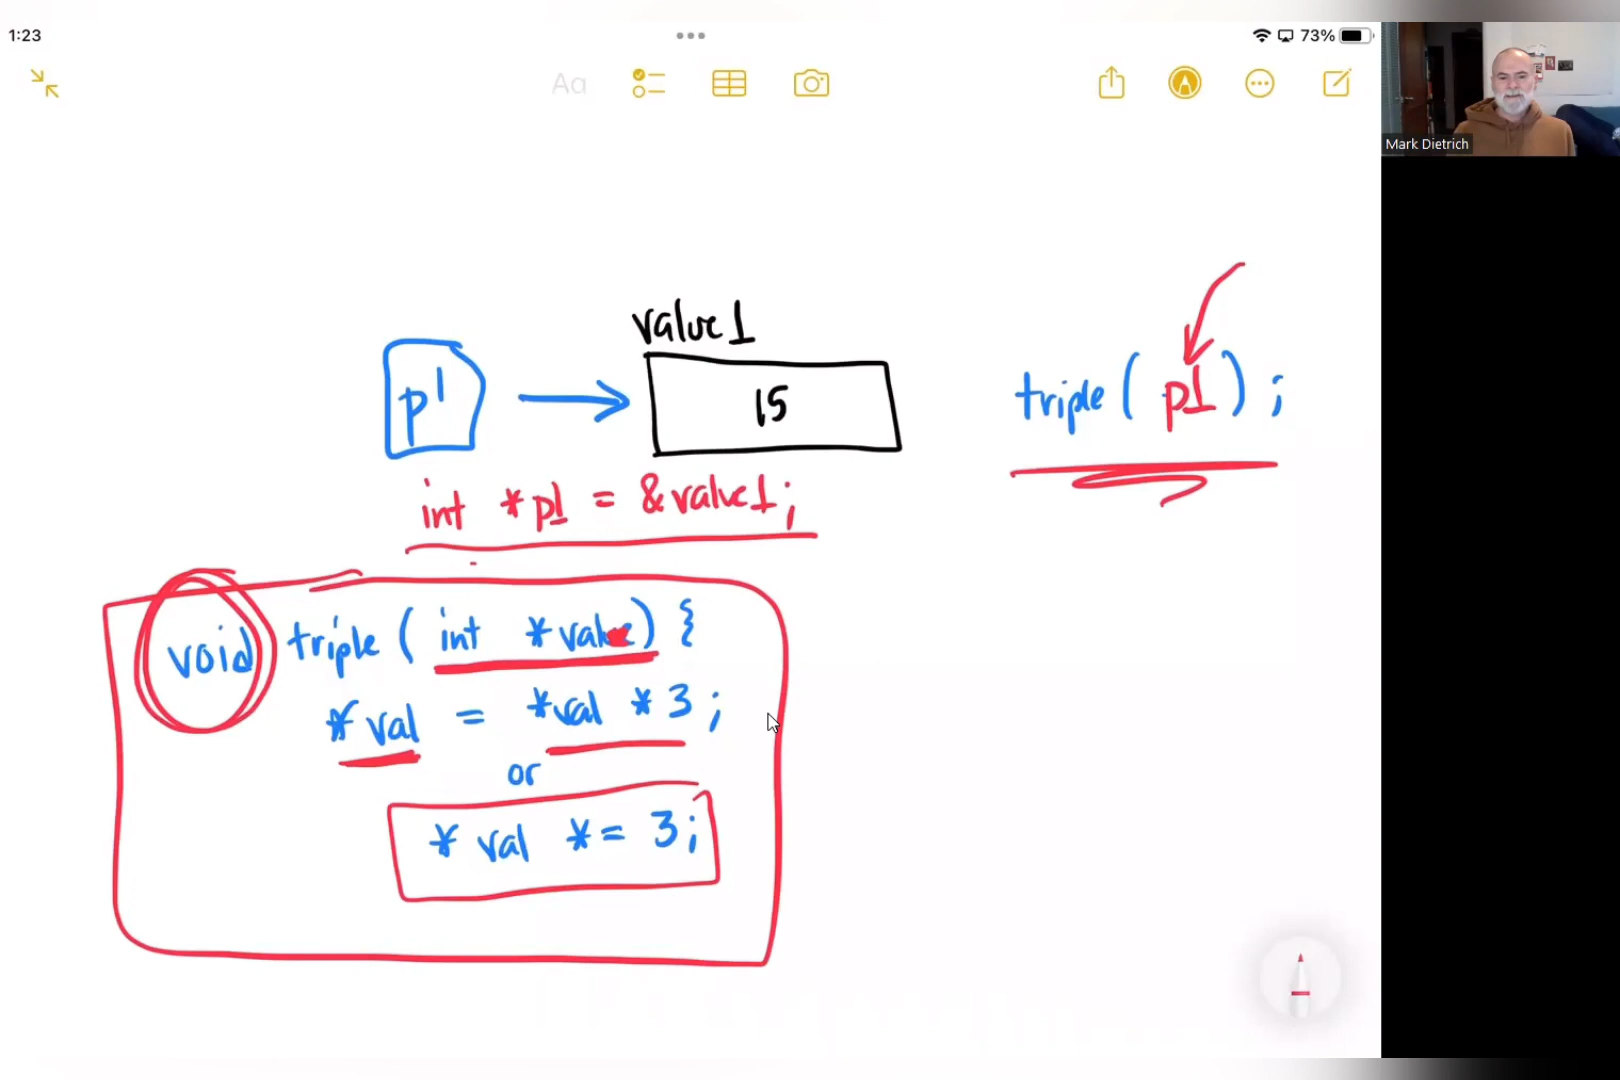 1:23
73%
Aa
Mark Dietrich
value1
p1
15
triple( p1 );
int *p1 = &value1;
void triple( int *val) {
*val = *val * 3;
or
* val *= 3;